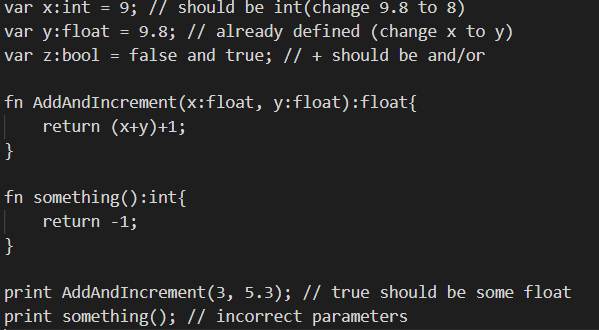 var x:int = 9; // should be int(change 9.8 to 8)
var y:float = 9.8; // already defined (change x to y)
var z:bool = false and true; // + should be and/or
fn AddAndIncrement(x:float, y:float):float{
return (x+y)+1;
}
fn something():int{
return -1;
}
print AddAndIncrement(3, 5.3); // true should be some float
print something(); // incorrect parameters